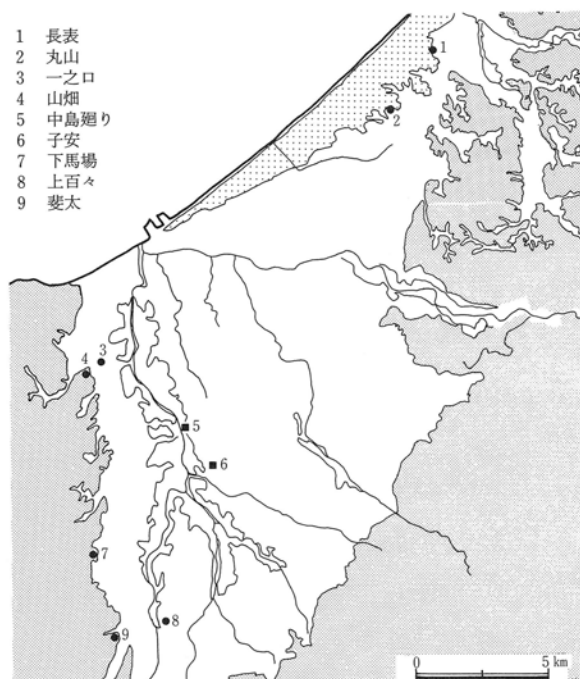 1 長表
2 丸山
3 一之口
4 山畑
5 中島廻り
6 子安
7 下馬場
8 上百々
9 斐太
1
2
3
4
5
6
7
8
9
0 5 km